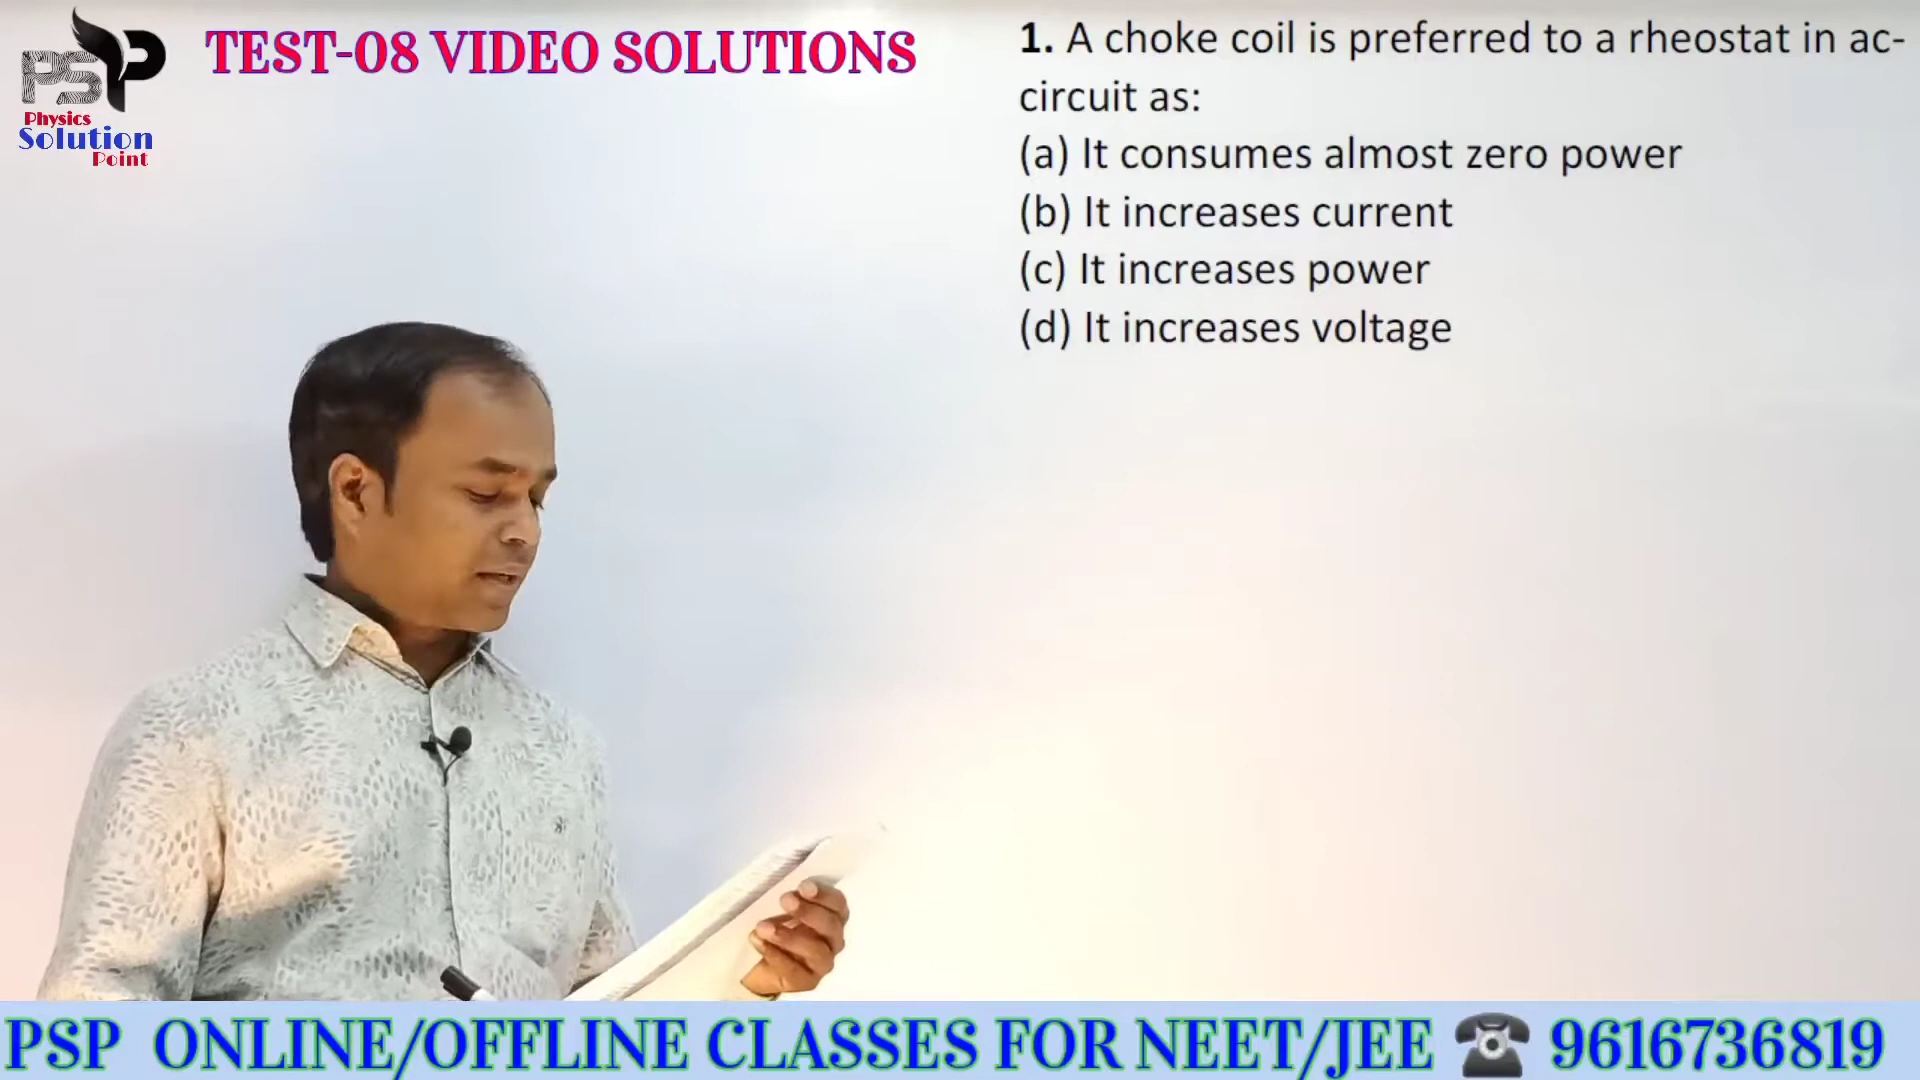 PSP
Physics
Solution
Point
TEST-08 VIDEO SOLUTIONS
1. A choke coil is preferred to a rheostat in ac-
circuit as:
(a) It consumes almost zero power
(b) It increases current
(c) It increases power
(d) It increases voltage
PSP ONLINE/OFFLINE CLASSES FOR NEET/JEE ☎ 9616736819